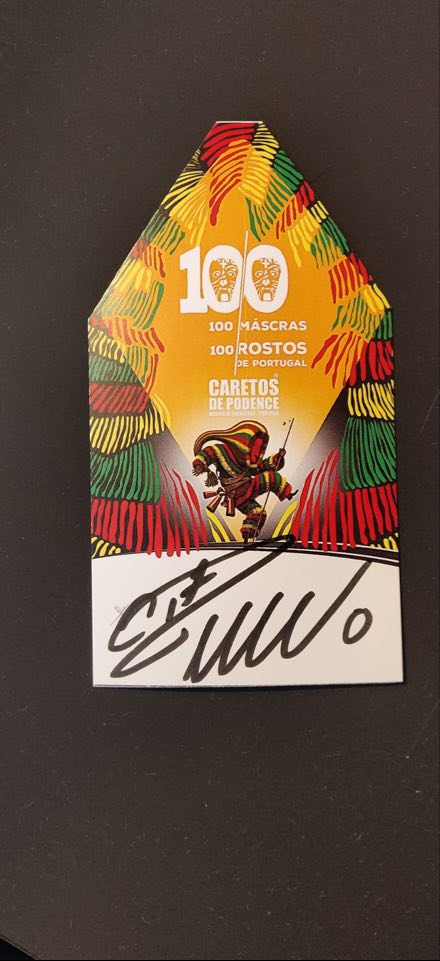 100
100 MÁSCRAS
100 ROSTOS
DE PORTUGAL
CARETOS®
DE PODENCE